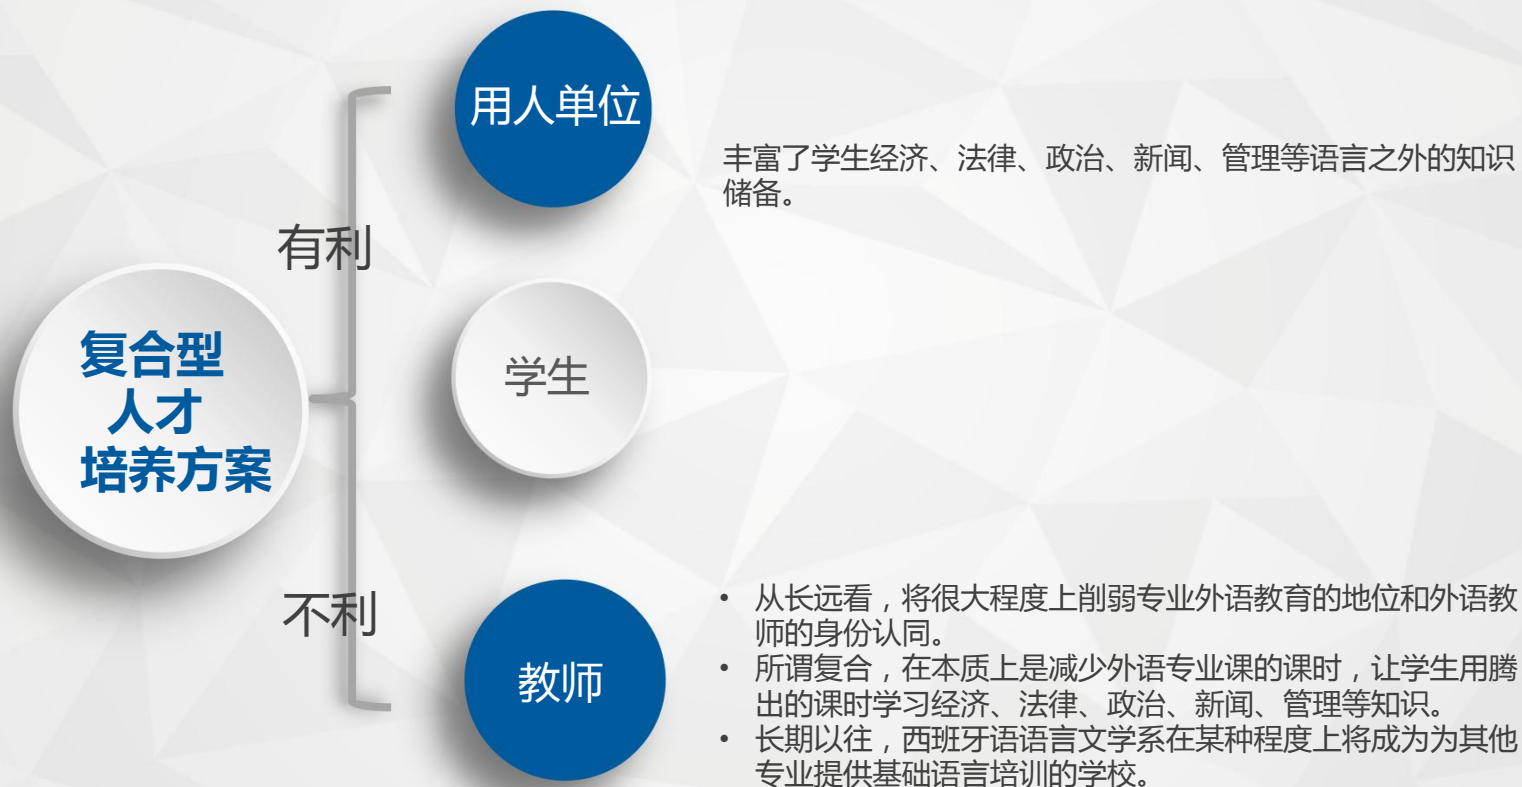 复合型
人才
培养方案
有利
不利
用人单位
学生
教师
丰富了学生经济、法律、政治、新闻、管理等语言之外的知识
储备。
• 从长远看，将很大程度上削弱专业外语教育的地位和外语教
师的身份认同。
• 所谓复合，在本质上是减少外语专业课的课时，让学生用腾
出的课时学习经济、法律、政治、新闻、管理等知识。
• 长期以往，西班牙语语言文学系在某种程度上将成为为其他
专业提供基础语言培训的学校。